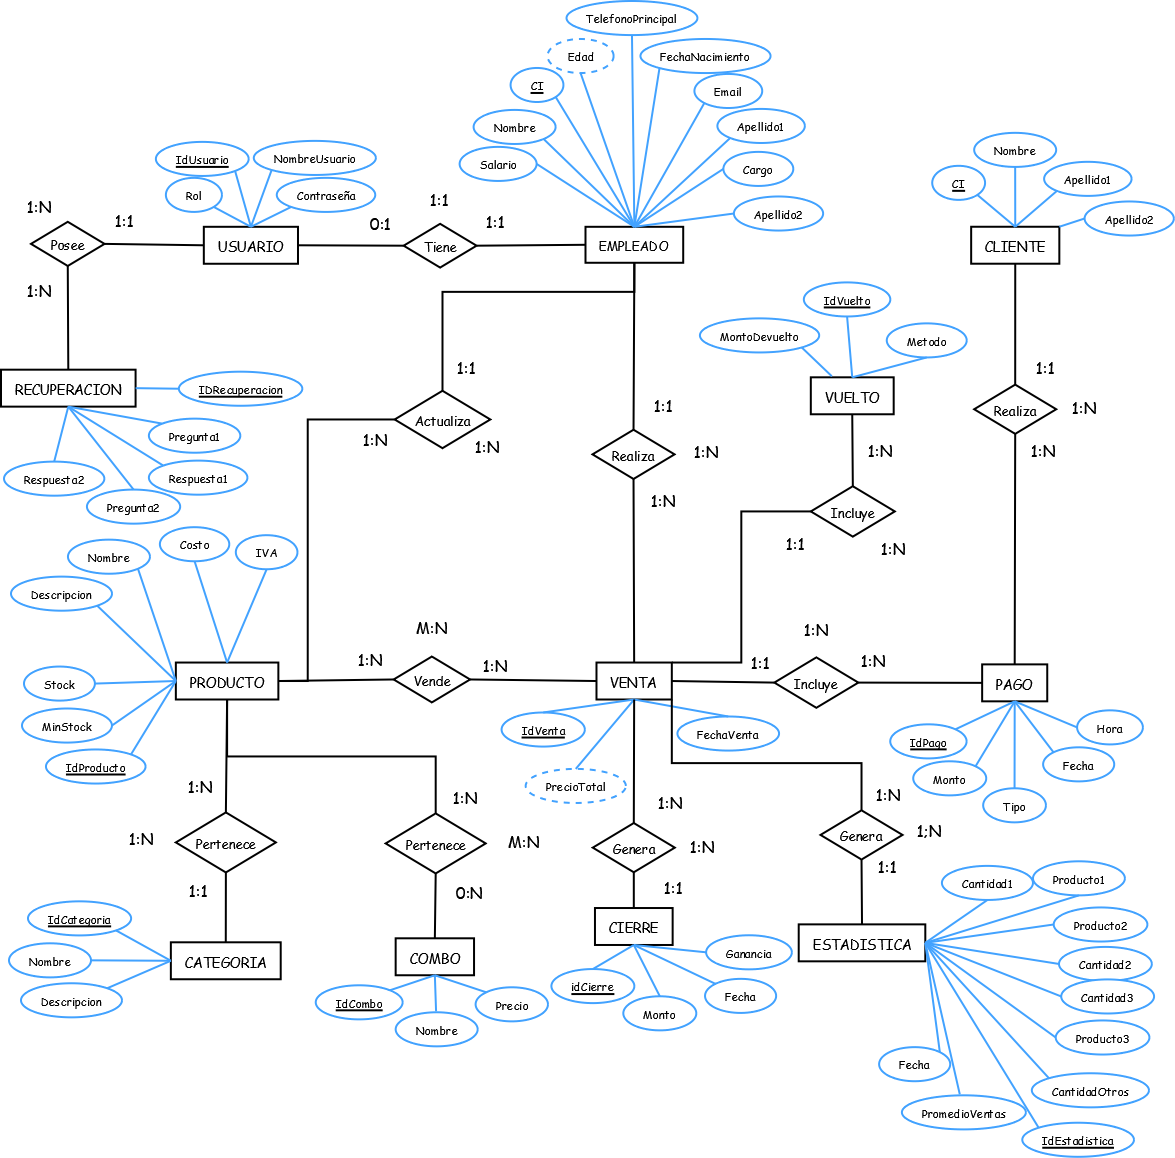 TelefonoPrincipal
Edad
FechaNacimiento
CI
Email
Nombre
Apellido1
Salario
Cargo
Apellido2
IdUsuario
NombreUsuario
Rol
Contraseña
Nombre
CI
Apellido1
Apellido2
1:N
1:1
Posee
1:N
USUARIO
0:1
1:1
Tiene
1:1
EMPLEADO
CLIENTE
IdVuelto
MontoDevuelto
Metodo
VUELTO
RECUPERACION
IDRecuperacion
Pregunta1
Respuesta1
Respuesta2
Pregunta2
1:1
Actualiza
1:N
1:N
1:1
Realiza
1:N
1:N
1:1
Realiza
1:N
1:N
1:N
Incluye
1:1
1:N
Costo
IVA
Nombre
Descripcion
Stock
MinStock
IdProducto
PRODUCTO
M:N
1:N
1:N
Vende
VENTA
1:N
1:1
1:N
Incluye
PAGO
IdVenta
FechaVenta
PrecioTotal
IdPago
Hora
Monto
Fecha
Tipo
1:N
1:N
Pertenece
1:1
1:N
Pertenece
M:N
0:N
1:N
Genera
1:N
1:1
1:N
Genera
1;N
1:1
IdCategoria
Nombre
Descripcion
CATEGORIA
COMBO
IdCombo
Nombre
Precio
CIERRE
idCierre
Monto
Fecha
Ganancia
ESTADISTICA
Cantidad1
Producto1
Producto2
Cantidad2
Cantidad3
Producto3
CantidadOtros
Fecha
PromedioVentas
IdEstadistica